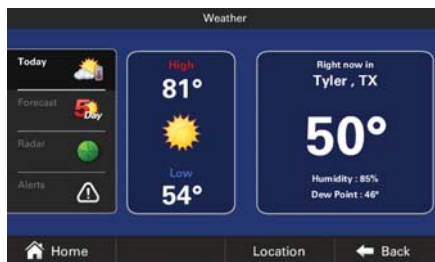 Weather
Today
Forecast
5
Day
Radar
Alerts
High
81°
Low
54°
Right now in
Tyler , TX
50°
Humidity : 85%
Dew Point : 46°
Home
Location
Back